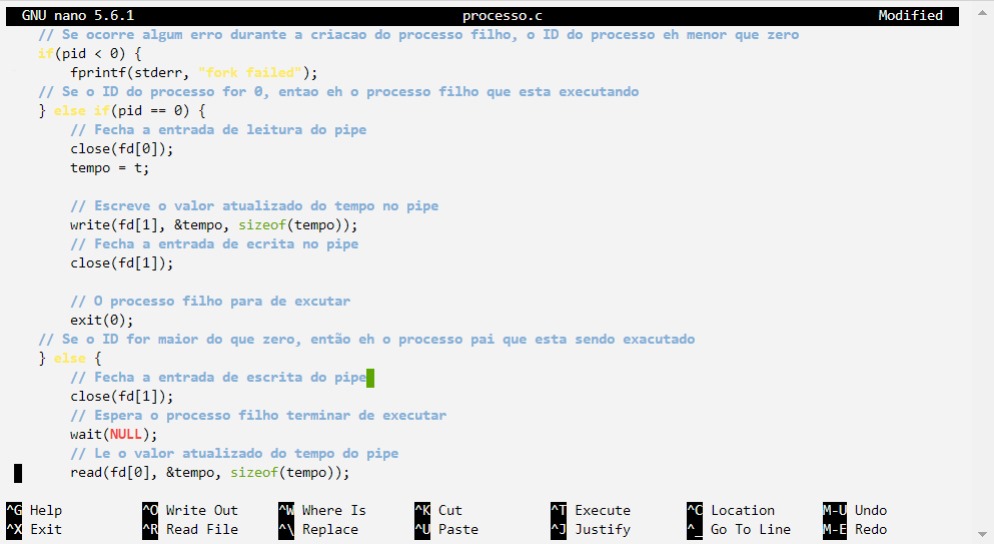 GNU nano 5.6.1 processo.c Modified
// Se ocorre algum erro durante a criacao do processo filho, o ID do processo eh menor que zero
if(pid < 0) {
fprintf(stderr, "fork failed");
// Se o ID do processo for 0, entao eh o processo filho que esta executando
} else if(pid == 0) {
// Fecha a entrada de leitura do pipe
close(fd[0]);
tempo = t;
// Escreve o valor atualizado do tempo no pipe
write(fd[1], &tempo, sizeof(tempo));
// Fecha a entrada de ecrita no pipe
close(fd[1]);
// O processo filho para de excutar
exit(0);
// Se o ID for maior do que zero, então eh o processo pai que esta sendo exacutado
} else {
// Fecha a entrada de escrita do pipe
close(fd[1]);
// Espera o processo filho terminar de executar
wait(NULL);
// Le o valor atualizado do tempo do pipe
read(fd[0], &tempo, sizeof(tempo));
^G Help ^O Write Out ^W Where Is ^K Cut ^T Execute ^C Location M-U Undo
^X Exit ^R Read File ^\ Replace ^U Paste ^J Justify ^_ Go To Line M-E Redo